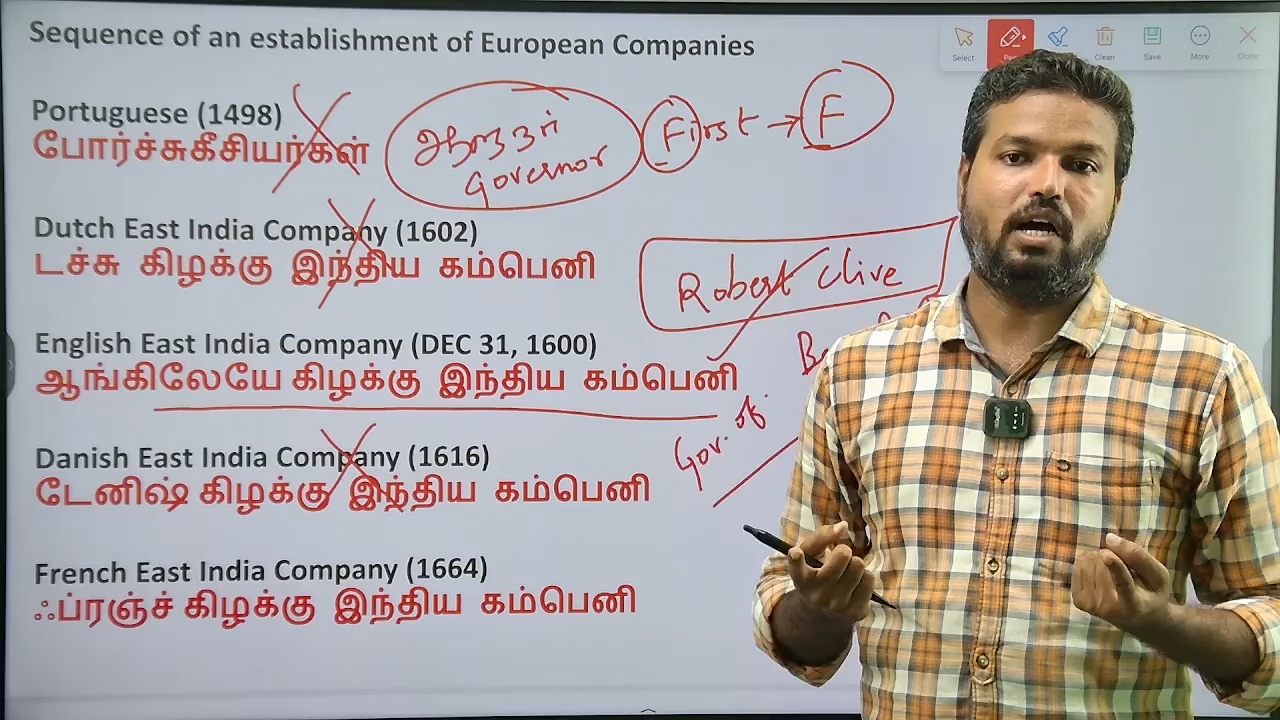 Sequence of an establishment of European Companies
Select
Clean
Save
More
Close
Portuguese (1498)
போர்ச்சுகீசியர்கள்
ஆளுநர்
Governor
First → F
Dutch East India Company (1602)
டச்சு கிழக்கு இந்திய கம்பெனி
Robert Clive
English East India Company (DEC 31, 1600)
ஆங்கிலேயே கிழக்கு இந்திய கம்பெனி
Gov. of
Danish East India Company (1616)
டேனிஷ் கிழக்கு இந்திய கம்பெனி
French East India Company (1664)
ஃப்ரஞ்ச் கிழக்கு இந்திய கம்பெனி